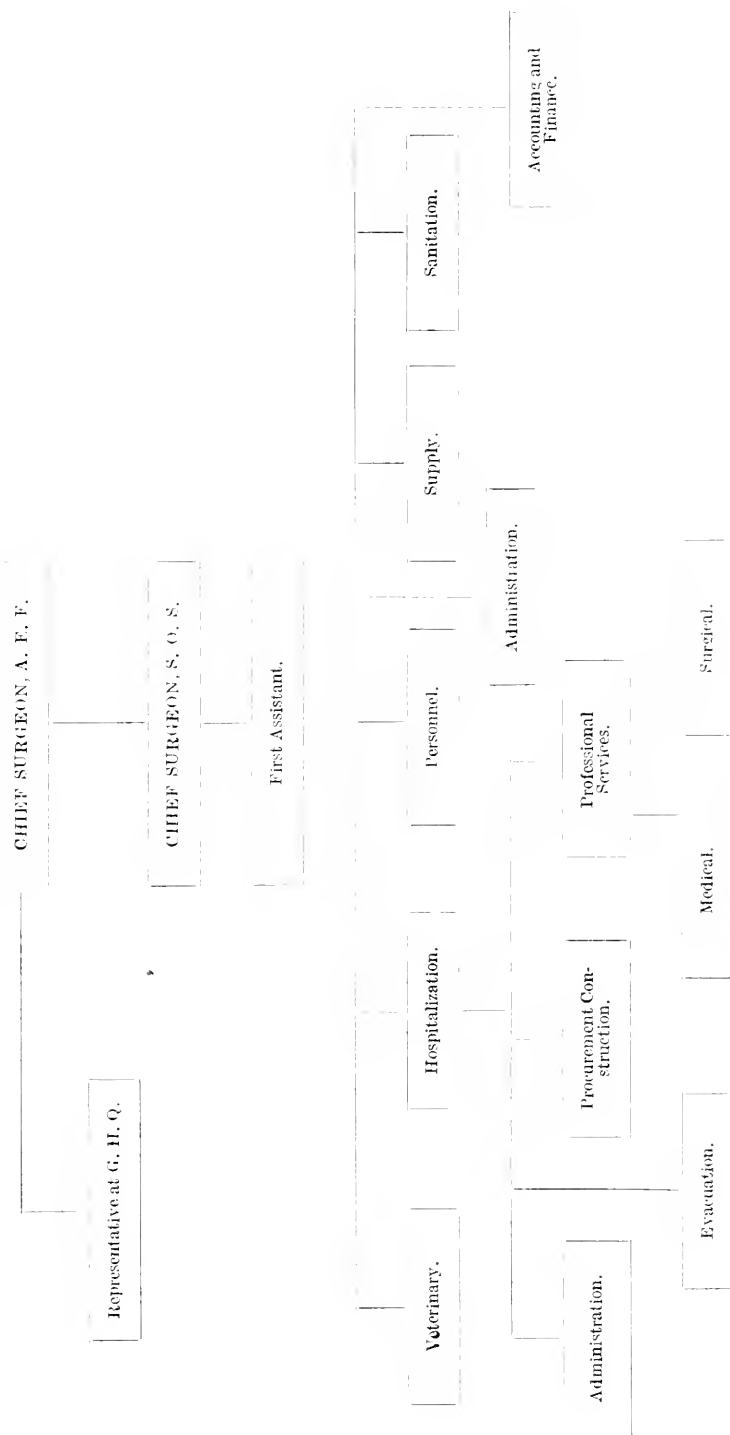 CHIEF SURGEON, A. E. F.
Representative at G. H. Q.
CHIEF SURGEON, S. O. S.
First Assistant.
Veterinary.
Hospitalization.
Personnel.
Supply.
Sanitation.
Administration.
Accounting and
Finance.
Administration.
Procurement Con-
struction.
Professional
Services.
Evacuation.
Medical.
Surgical.